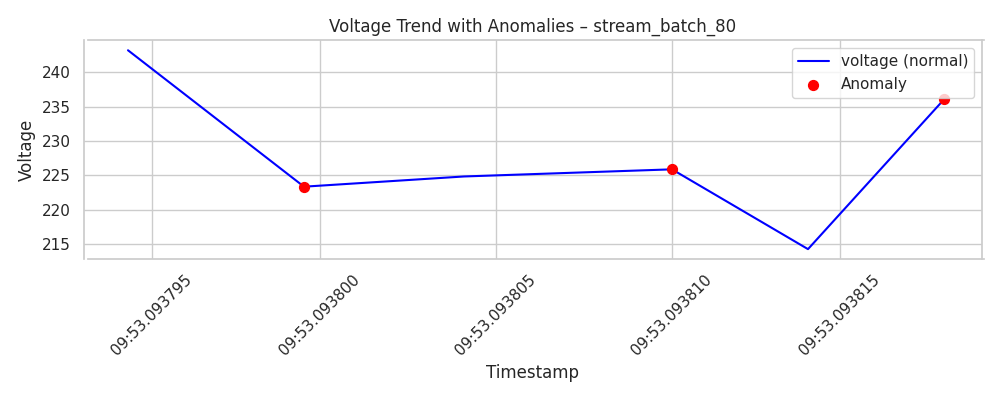 Voltage Trend with Anomalies – stream_batch_80
voltage (normal)
Anomaly
Voltage
240
235
230
225
220
215
09:53.093795
09:53.093800
09:53.093805
09:53.093810
09:53.093815
Timestamp